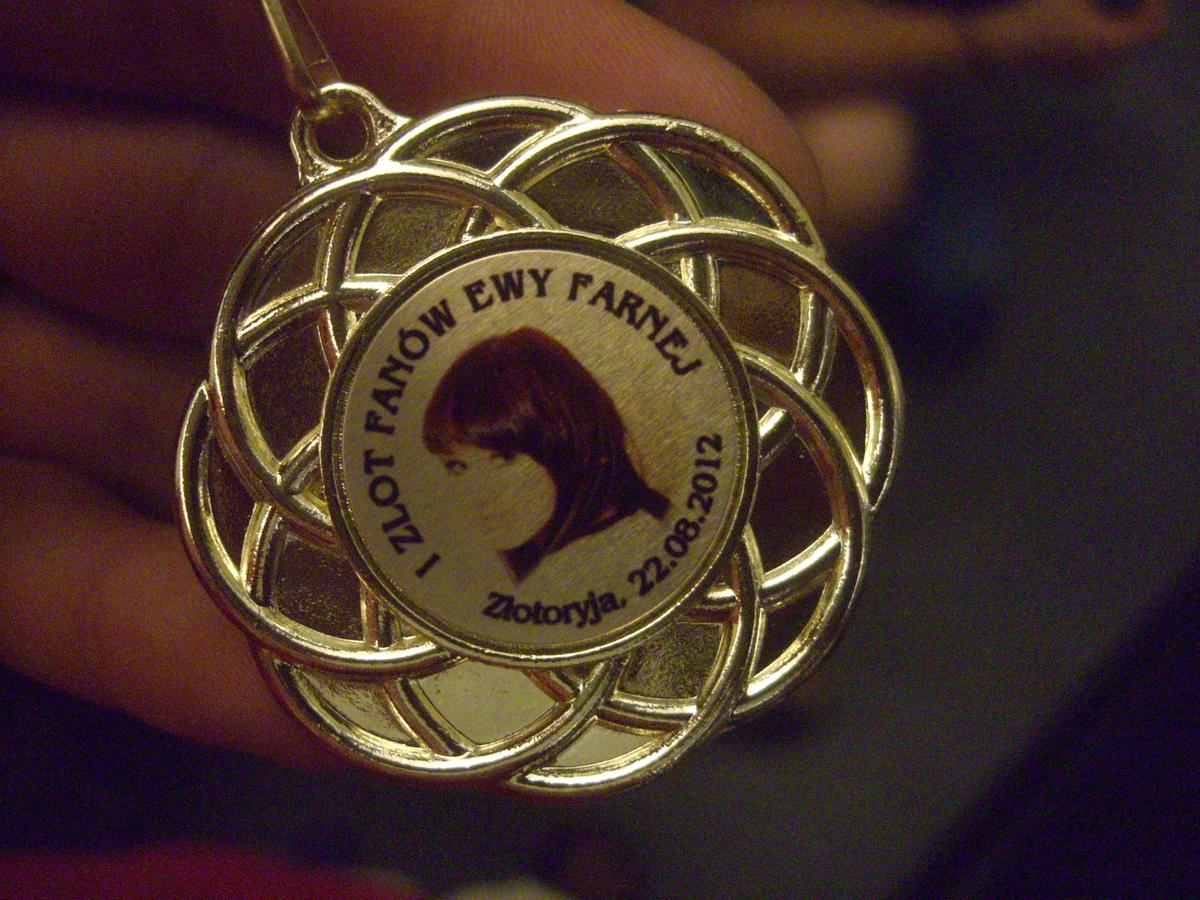 I ZLOT FANÓW EWY FARNEJ
Złotoryja, 22.08.2012